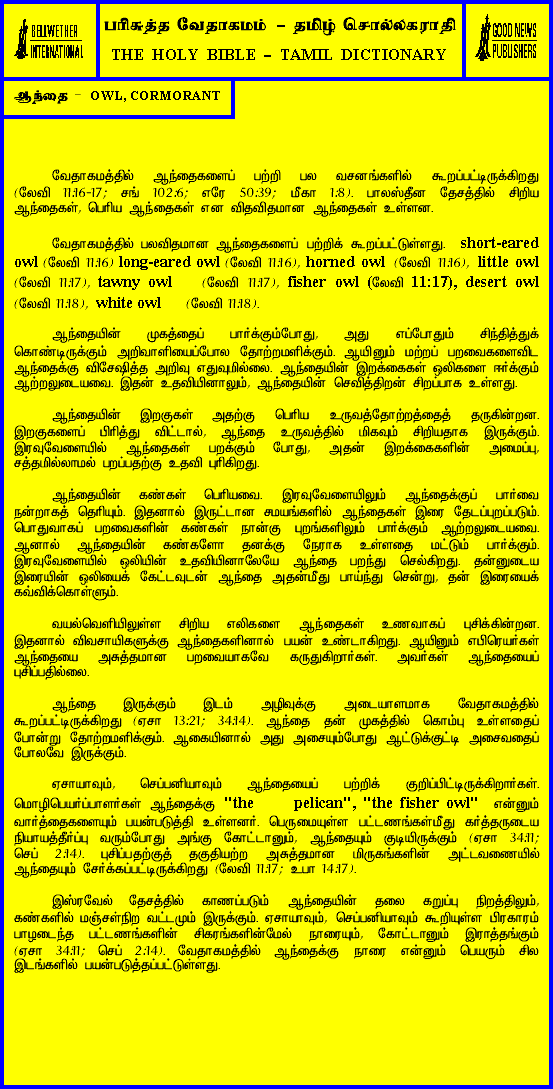 BELLWETHER
INTERNATIONAL
பரிசுத்த வேதாகமம் – தமிழ் சொல்லகராதி
THE HOLY BIBLE – TAMIL DICTIONARY
GOOD NEWS
PUBLISHERS
ஆந்தை – OWL, CORMORANT
வேதாகமத்தில் ஆந்தைகளைப் பற்றி பல வசனங்களில் கூறப்பட்டிருக்கிறது
(லேவி 11:16-17; சங் 102:6; எரே 50:39; மீகா 1:8). பாலஸ்தீன தேசத்தில் சிறிய
ஆந்தைகள், பெரிய ஆந்தைகள் என விதவிதமான ஆந்தைகள் உள்ளன.
வேதாகமத்தில் பலவிதமான ஆந்தைகளைப் பற்றிக் கூறப்பட்டுள்ளது. short-eared
owl (லேவி 11:16) long-eared owl (லேவி 11:16), horned owl (லேவி 11:16), little owl
(லேவி 11:17), tawny owl (லேவி 11:17), fisher owl (லேவி 11:17), desert owl
(லேவி 11:18), white owl (லேவி 11:18).
ஆந்தையின் முகத்தைப் பார்க்கும்போது, அது எப்போதும் சிந்தித்துக்
கொண்டிருக்கும் அறிவாளியைப்போல தோற்றமளிக்கும். ஆயினும் மற்றப் பறவைகளைவிட
ஆந்தைக்கு விசேஷித்த அறிவு எதுவுமில்லை. ஆந்தையின் இறக்கைகள் ஒலிகளை ஈர்க்கும்
ஆற்றலுடையவை. இதன் உதவியினாலும், ஆந்தையின் செவித்திறன் சிறப்பாக உள்ளது.
ஆந்தையின் இறகுகள் அதற்கு பெரிய உருவத்தோற்றத்தைத் தருகின்றன.
இறகுகளைப் பிரித்து விட்டால், ஆந்தை உருவத்தில் மிகவும் சிறியதாக இருக்கும்.
இரவுவேளையில் ஆந்தைகள் பறக்கும் போது, அதன் இறக்கைகளின் அமைப்பு,
சத்தமில்லாமல் பறப்பதற்கு உதவி புரிகிறது.
ஆந்தையின் கண்கள் பெரியவை. இரவுவேளையிலும் ஆந்தைக்குப் பார்வை
நன்றாகத் தெரியும். இதனால் இருட்டான சமயங்களில் ஆந்தைகள் இரை தேடப்புறப்படும்.
பொதுவாகப் பறவைகளின் கண்கள் நான்கு புறங்களிலும் பார்க்கும் ஆற்றலுடையவை.
ஆனால் ஆந்தையின் கண்களோ தனக்கு நேராக உள்ளதை மட்டும் பார்க்கும்.
இரவுவேளையில் ஒலியின் உதவியினாலேயே ஆந்தை பறந்து செல்கிறது. தன்னுடைய
இரையின் ஒலியைக் கேட்டவுடன் ஆந்தை அதன்மீது பாய்ந்து சென்று, தன் இரையைக்
கவ்விக்கொள்ளும்.
வயல்வெளியிலுள்ள சிறிய எலிகளை ஆந்தைகள் உணவாகப் புசிக்கின்றன.
இதனால் விவசாயிகளுக்கு ஆந்தைகளினால் பயன் உண்டாகிறது. ஆயினும் எபிரெயர்கள்
ஆந்தையை அசுத்தமான பறவையாகவே கருதுகிறார்கள். அவர்கள் ஆந்தையைப்
புசிப்பதில்லை.
ஆந்தை இருக்கும் இடம் அழிவுக்கு அடையாளமாக வேதாகமத்தில்
கூறப்பட்டிருக்கிறது (ஏசா 13:21; 34:14). ஆந்தை தன் முகத்தில் கொம்பு உள்ளதைப்
போன்று தோற்றமளிக்கும். ஆகையினால் அது அசையும்போது ஆட்டுக்குட்டி அசைவதைப்
போலவே இருக்கும்.
ஏசாயாவும், செப்பனியாவும் ஆந்தையைப் பற்றிக் குறிப்பிட்டிருக்கிறார்கள்.
மொழிபெயர்ப்பாளர்கள் ஆந்தைக்கு "the pelican", "the fisher owl" என்னும்
வார்த்தைகளையும் பயன்படுத்தி உள்ளனர். பெருமையுள்ள பட்டணங்கள்மீது கர்த்தருடைய
நியாயத்தீர்ப்பு வரும்போது அங்கு கோட்டானும், ஆந்தையும் குடியிருக்கும் (ஏசா 34:11;
செப் 2:14). புசிப்பதற்குத் தகுதியற்ற அசுத்தமான மிருகங்களின் அட்டவணையில்
ஆந்தையும் சேர்க்கப்பட்டிருக்கிறது (லேவி 11:17; உபா 14:17).
இஸ்ரவேல் தேசத்தில் காணப்படும் ஆந்தையின் தலை கறுப்பு நிறத்திலும்,
கண்களில் மஞ்சள்நிற வட்டமும் இருக்கும். ஏசாயாவும், செப்பனியாவும் கூறியுள்ள பிரகாரம்
பாழடைந்த பட்டணங்களின் சிகரங்களின்மேல் நாரையும், கோட்டானும் இராத்தங்கும்
(ஏசா 34:11; செப் 2:14). வேதாகமத்தில் ஆந்தைக்கு நாரை என்னும் பெயரும் சில
இடங்களில் பயன்படுத்தப்பட்டுள்ளது.